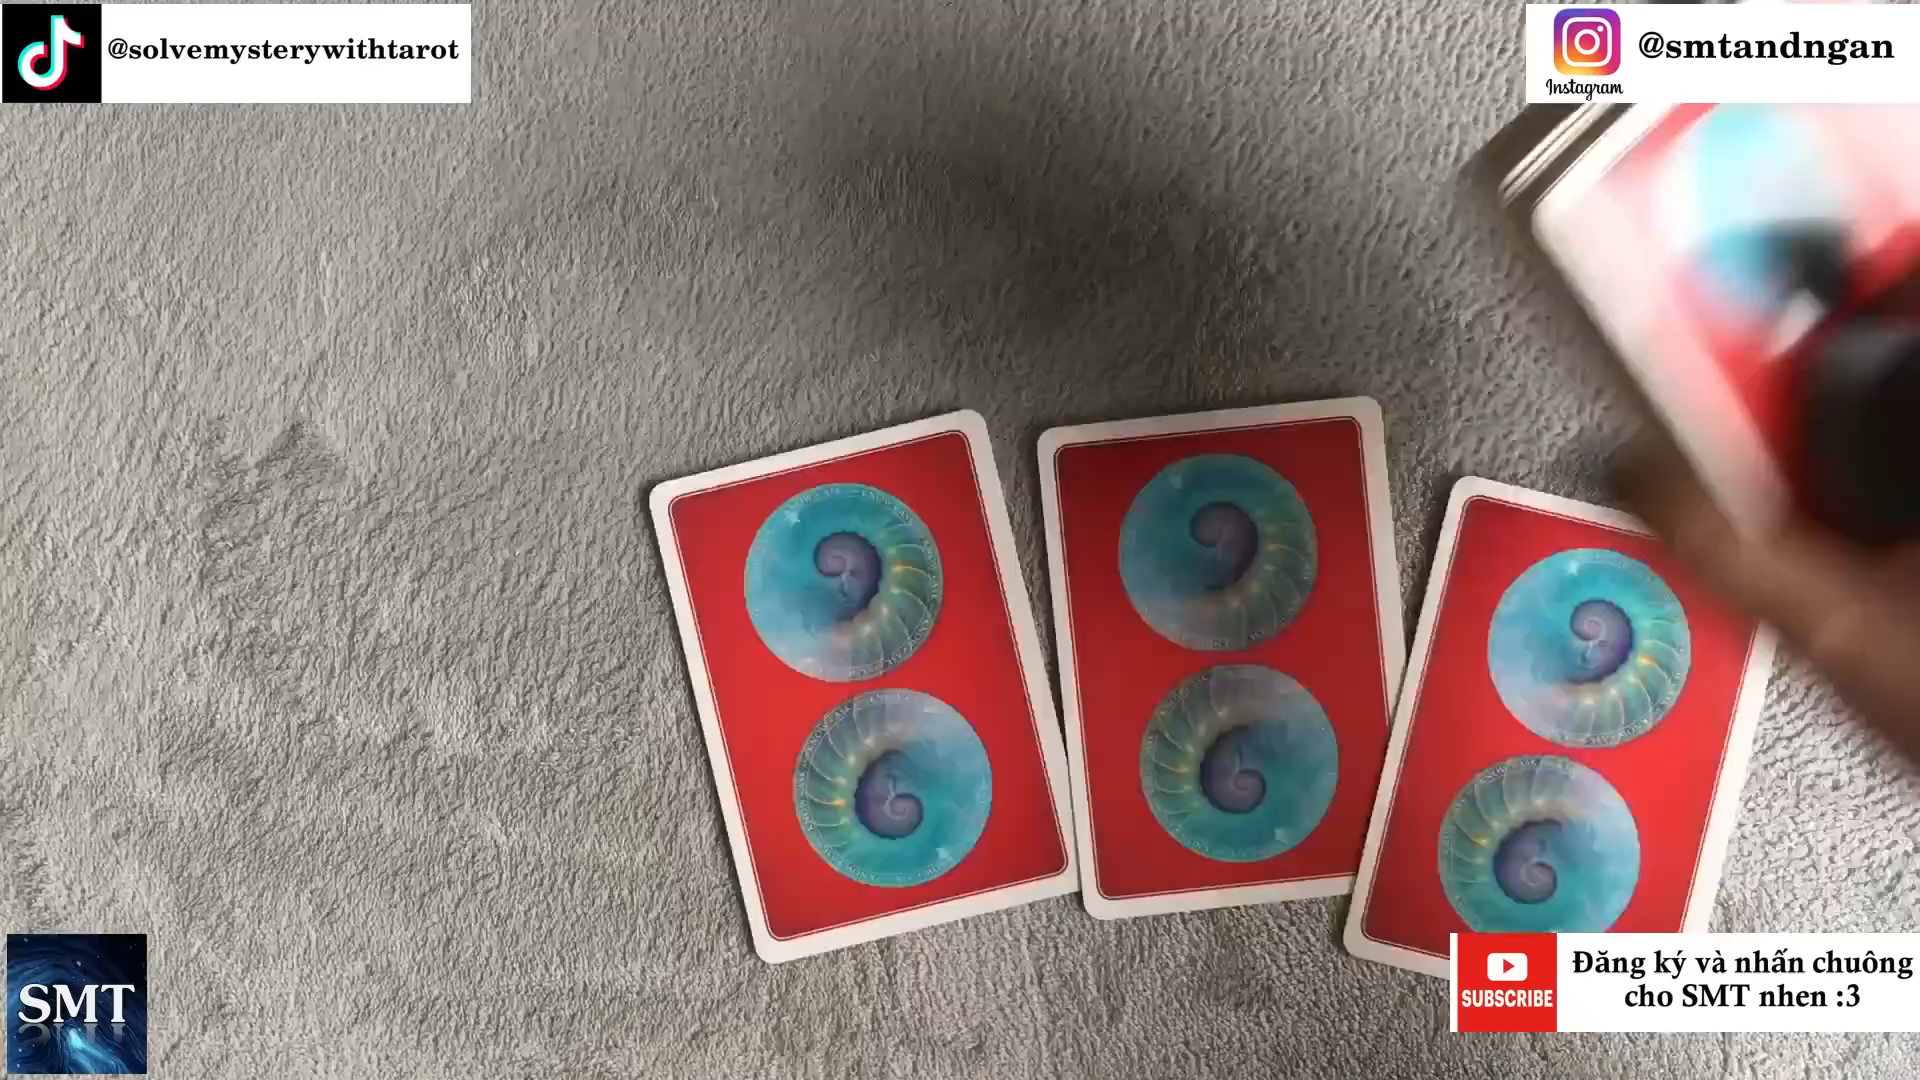 @solvemysterywithtarot
Instagram
@smtandngan
SMT
SUBSCRIBE
Đăng ký và nhấn chuông
cho SMT nhen :3